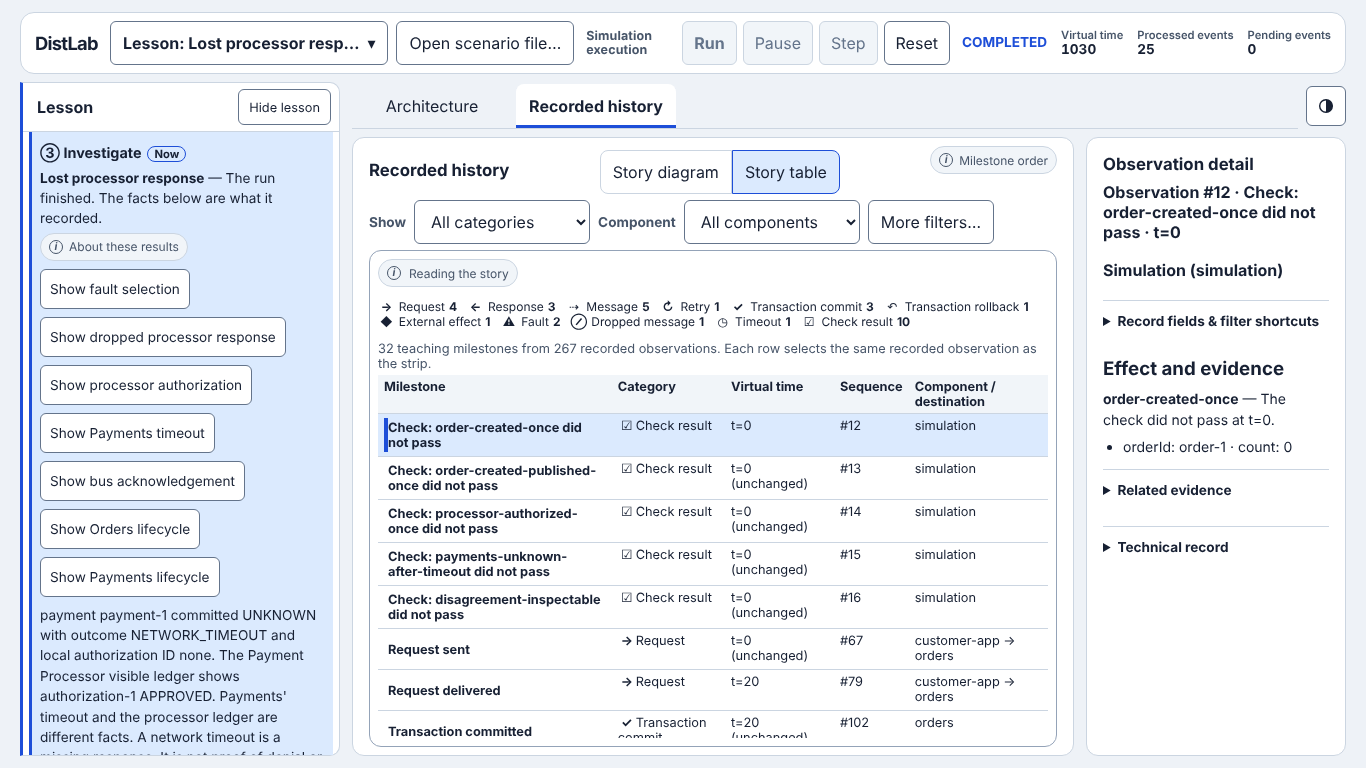 DistLab
Lesson: Lost processor resp... ▾
Open scenario file...
Simulation
execution
Run
Pause
Step
Reset
COMPLETED
Virtual time
1030
Processed events
25
Pending events
0
Lesson
Hide lesson
3 Investigate Now
Lost processor response — The run
finished. The facts below are what it
recorded.
i About these results
Show fault selection
Show dropped processor response
Show processor authorization
Show Payments timeout
Show bus acknowledgement
Show Orders lifecycle
Show Payments lifecycle
payment payment-1 committed UNKNOWN
with outcome NETWORK_TIMEOUT and
local authorization ID none. The Payment
Processor visible ledger shows
authorization-1 APPROVED. Payments'
timeout and the processor ledger are
different facts. A network timeout is a
missing response. It is not proof of denial or
Architecture
Recorded history
Recorded history
Story diagram
Story table
i Milestone order
Show
All categories
Component
All components
More filters...
i Reading the story
→ Request 4 ← Response 3 ⇢ Message 5 ↻ Retry 1 ✓ Transaction commit 3 ↶ Transaction rollback 1
◆ External effect 1 ▲ Fault 2 ⊘ Dropped message 1 ◷ Timeout 1 ☑ Check result 10
32 teaching milestones from 267 recorded observations. Each row selects the same recorded observation as
the strip.
Milestone Category Virtual time Sequence Component /
destination
Check: order-created-once did
not pass
☑ Check result
t=0
#12
simulation
Check: order-created-published-
once did not pass
☑ Check result
t=0
(unchanged)
#13
simulation
Check: processor-authorized-
once did not pass
☑ Check result
t=0
(unchanged)
#14
simulation
Check: payments-unknown-
after-timeout did not pass
☑ Check result
t=0
(unchanged)
#15
simulation
Check: disagreement-inspectable
did not pass
☑ Check result
t=0
(unchanged)
#16
simulation
Request sent
→ Request
t=0
(unchanged)
#67
customer-app →
orders
Request delivered
→ Request
t=20
#79
customer-app →
orders
Transaction committed
✓ Transaction
commit
t=20
(unchanged)
#102
orders
Observation detail
Observation #12 · Check:
order-created-once did not
pass · t=0
Simulation (simulation)
▶ Record fields & filter shortcuts
Effect and evidence
order-created-once — The
check did not pass at t=0.
• orderId: order-1 · count: 0
▶ Related evidence
▶ Technical record